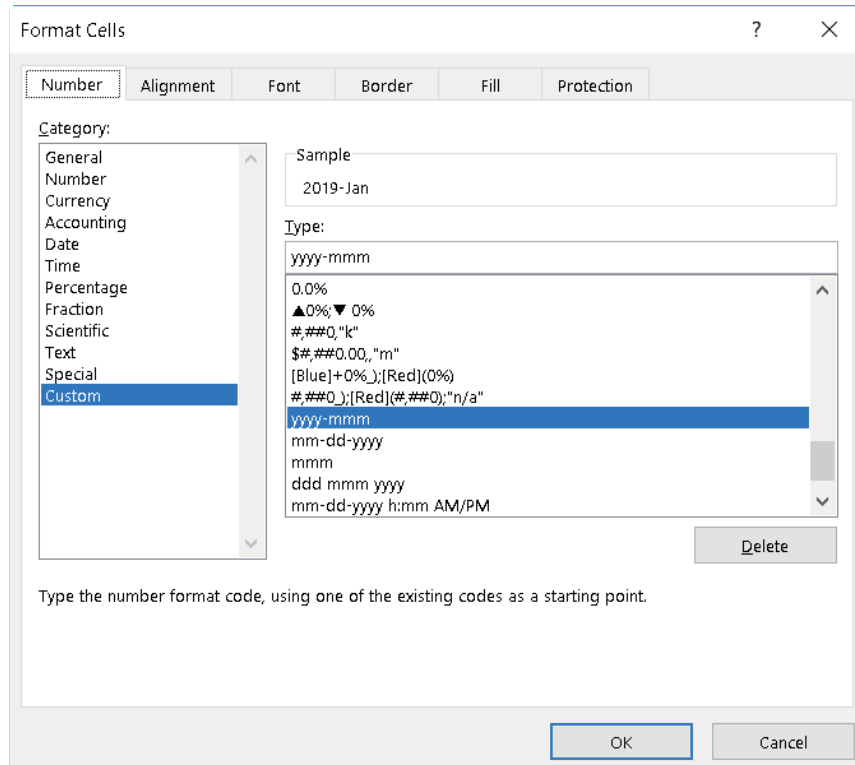 Format Cells ?
Number Alignment Font Border Fill Protection
Category:
General
Number
Currency
Accounting
Date
Time
Percentage
Fraction
Scientific
Text
Special
Custom
Sample
2019-Jan
Type:
yyyy-mmm
0.0%
▲0%;▼ 0%
#,##0,"k"
$#,##0.00,,"m"
[Blue]+0%_);[Red](0%)
#,##0_);[Red](#,##0);"n/a"
yyyy-mmm
mm-dd-yyyy
mmm
ddd mmm yyyy
mm-dd-yyyy h:mm AM/PM
Delete
Type the number format code, using one of the existing codes as a starting point.
OK Cancel